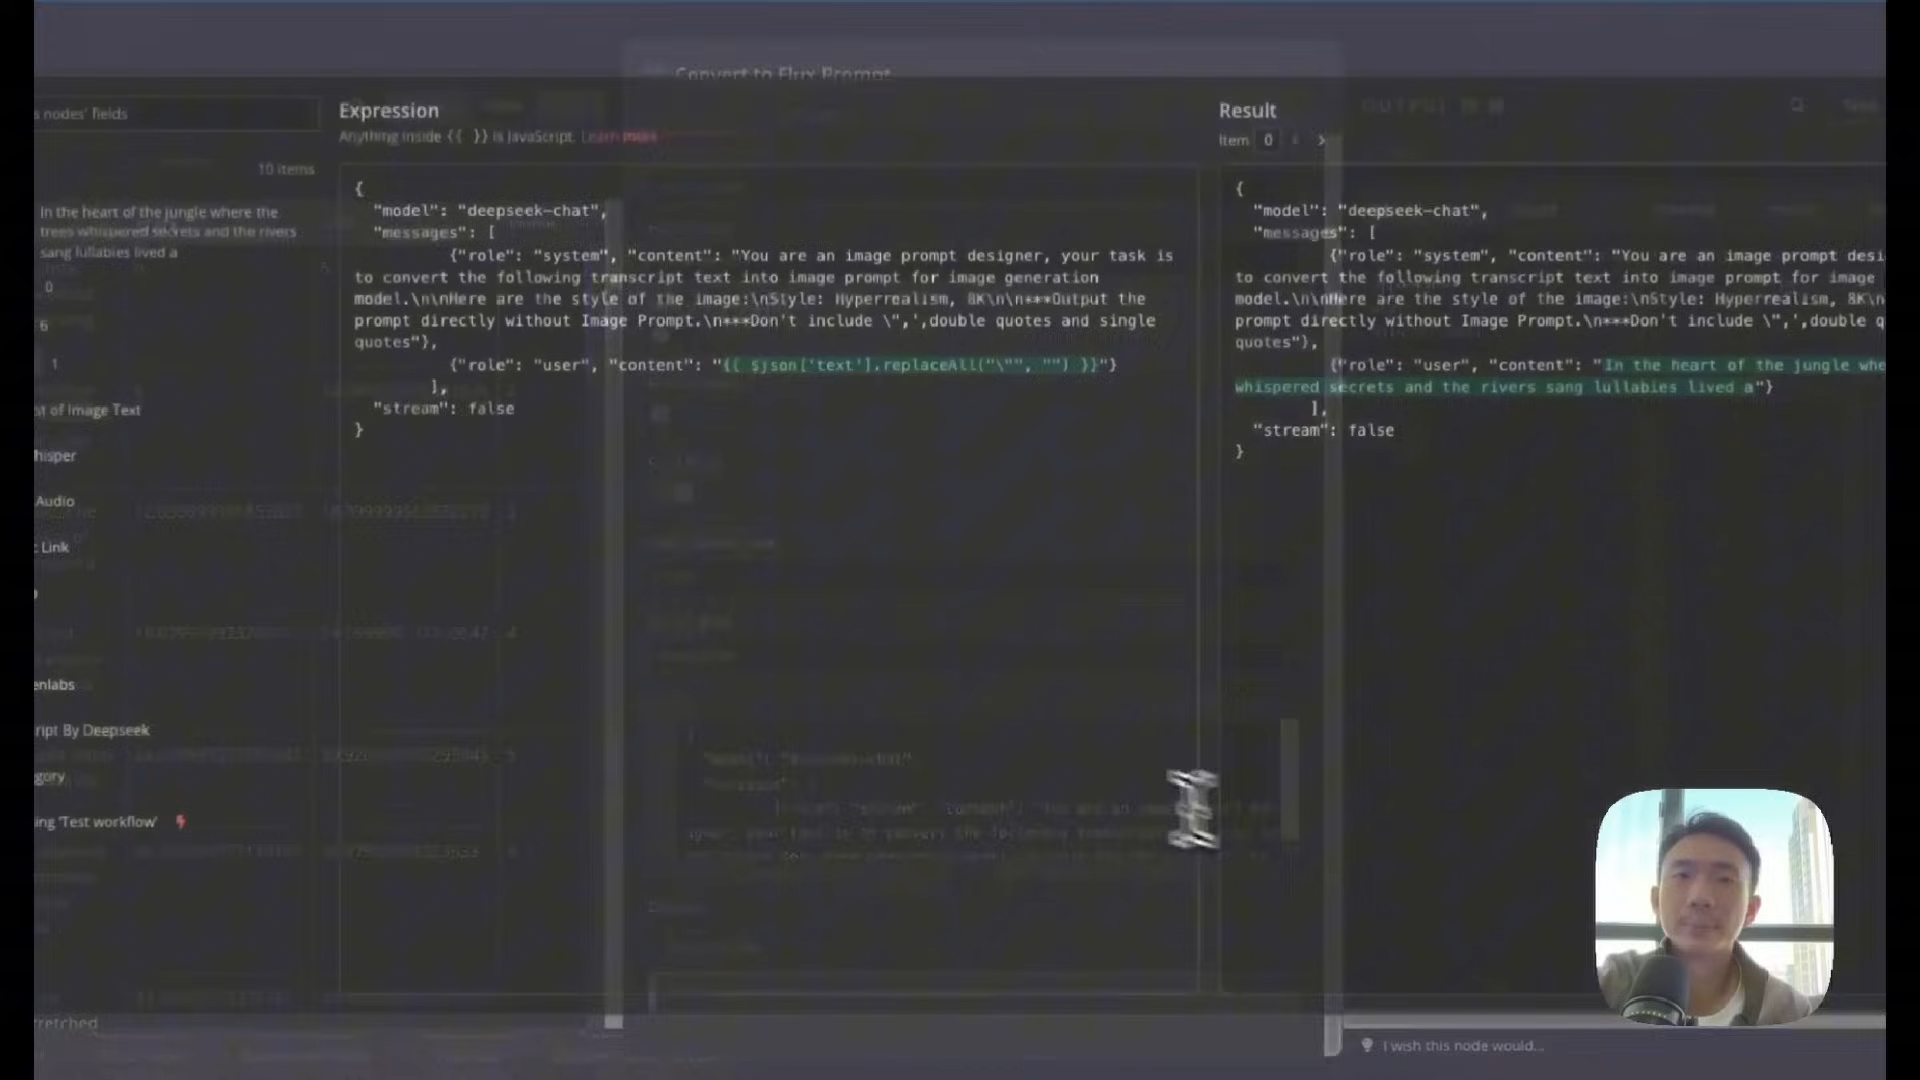 Convert to Flux Prompt
s nodes' fields
Expression
Anything inside {{ }} is JavaScript. Learn more
Result
Item 0
OUTPUT
10 items
In the heart of the jungle where the
trees whispered secrets and the rivers
sang lullabies lived a
0
6
1
st of Image Text
hisper
Audio
: Link
enlabs
ript By Deepseek
gory
ing 'Test workflow'
retched
{
"model": "deepseek-chat",
"messages": [
{"role": "system", "content": "You are an image prompt designer, your task is
to convert the following transcript text into image prompt for image generation
model.\n\nHere are the style of the image:\nStyle: Hyperrealism, 8K\n\n***Output the
prompt directly without Image Prompt.\n***Don't include \",',double quotes and single
quotes"},
{"role": "user", "content": "{{ $json['text'].replaceAll("\"", "") }}"}
],
"stream": false
}
{
"model": "deepseek-chat",
"messages": [
{"role": "system", "content": "You are an image prompt desi
to convert the following transcript text into image prompt for image
model.\n\nHere are the style of the image:\nStyle: Hyperrealism, 8K\n
prompt directly without Image Prompt.\n***Don't include \",',double q
quotes"},
{"role": "user", "content": "In the heart of the jungle whe
whispered secrets and the rivers sang lullabies lived a"}
],
"stream": false
}
I wish this node would...